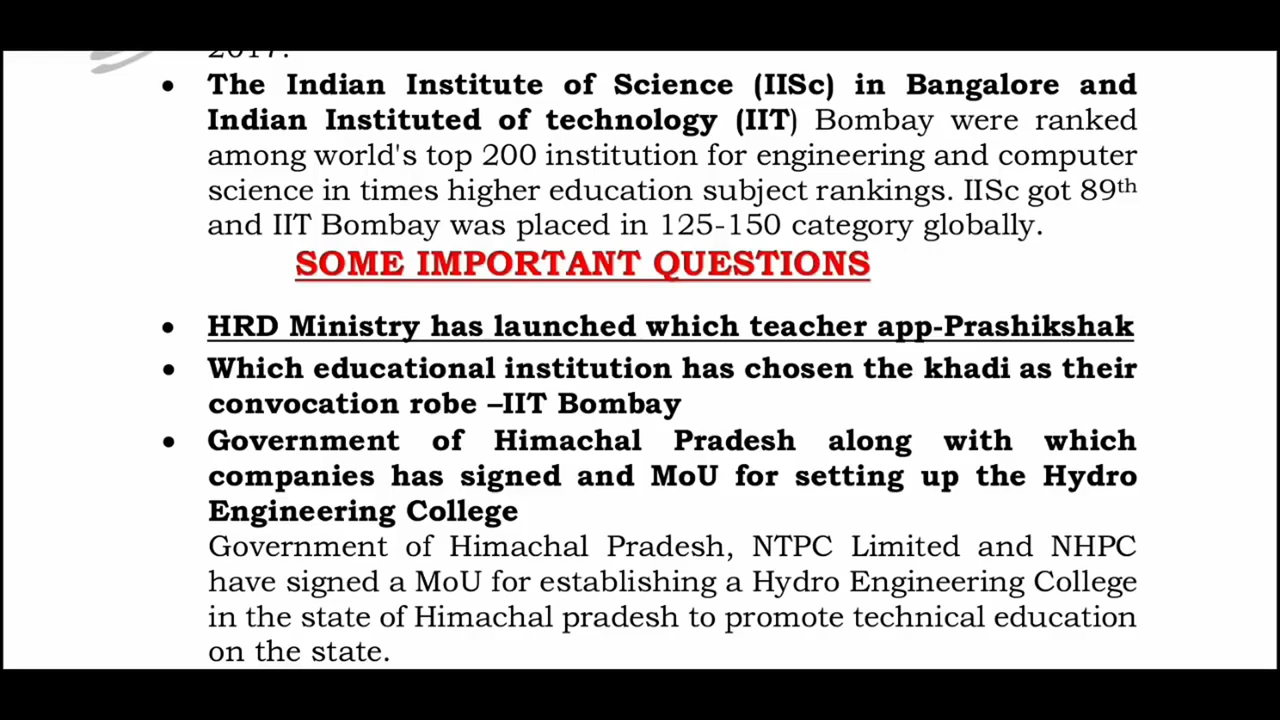 2017.
• The Indian Institute of Science (IISc) in Bangalore and
Indian Instituted of technology (IIT) Bombay were ranked
among world's top 200 institution for engineering and computer
science in times higher education subject rankings. IISc got 89th
and IIT Bombay was placed in 125-150 category globally.
SOME IMPORTANT QUESTIONS
• HRD Ministry has launched which teacher app-Prashikshak
• Which educational institution has chosen the khadi as their
convocation robe –IIT Bombay
• Government of Himachal Pradesh along with which
companies has signed and MoU for setting up the Hydro
Engineering College
Government of Himachal Pradesh, NTPC Limited and NHPC
have signed a MoU for establishing a Hydro Engineering College
in the state of Himachal pradesh to promote technical education
on the state.